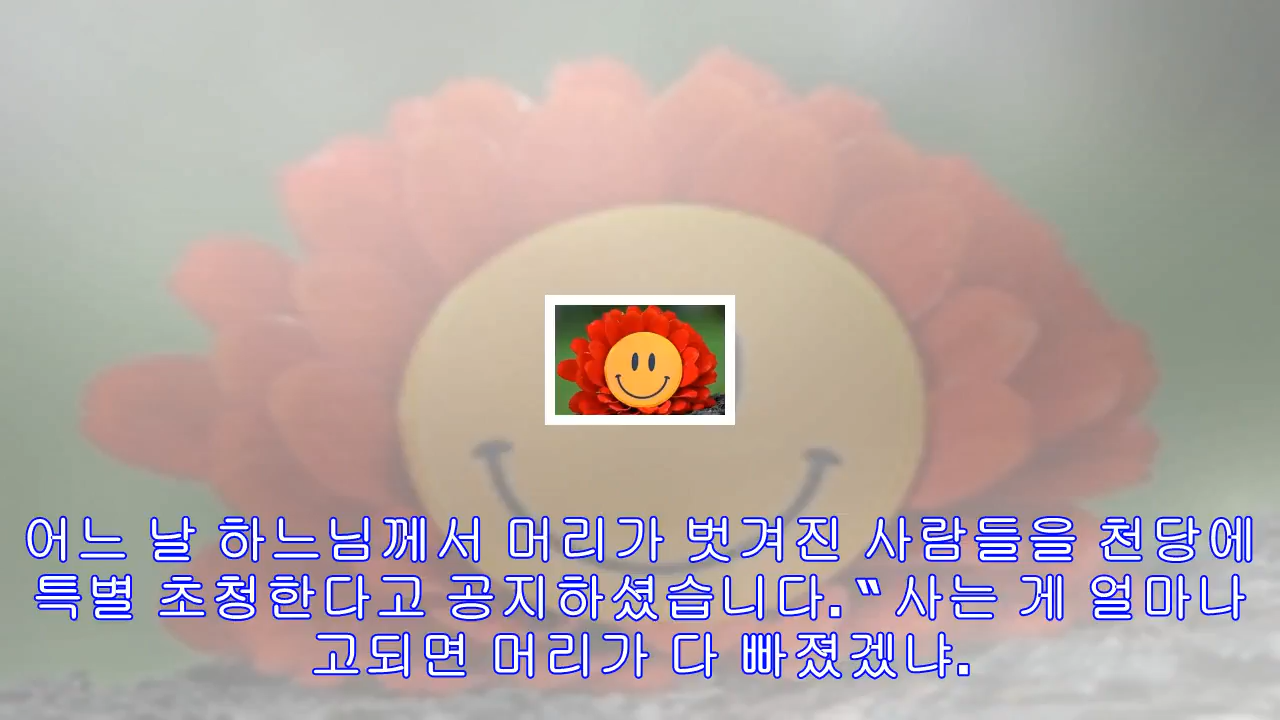 어느 날 하느님께서 머리가 벗겨진 사람들을 천당에
특별 초청한다고 공지하셨습니다. “ 사는 게 얼마나
고되면 머리가 다 빠졌겠냐.